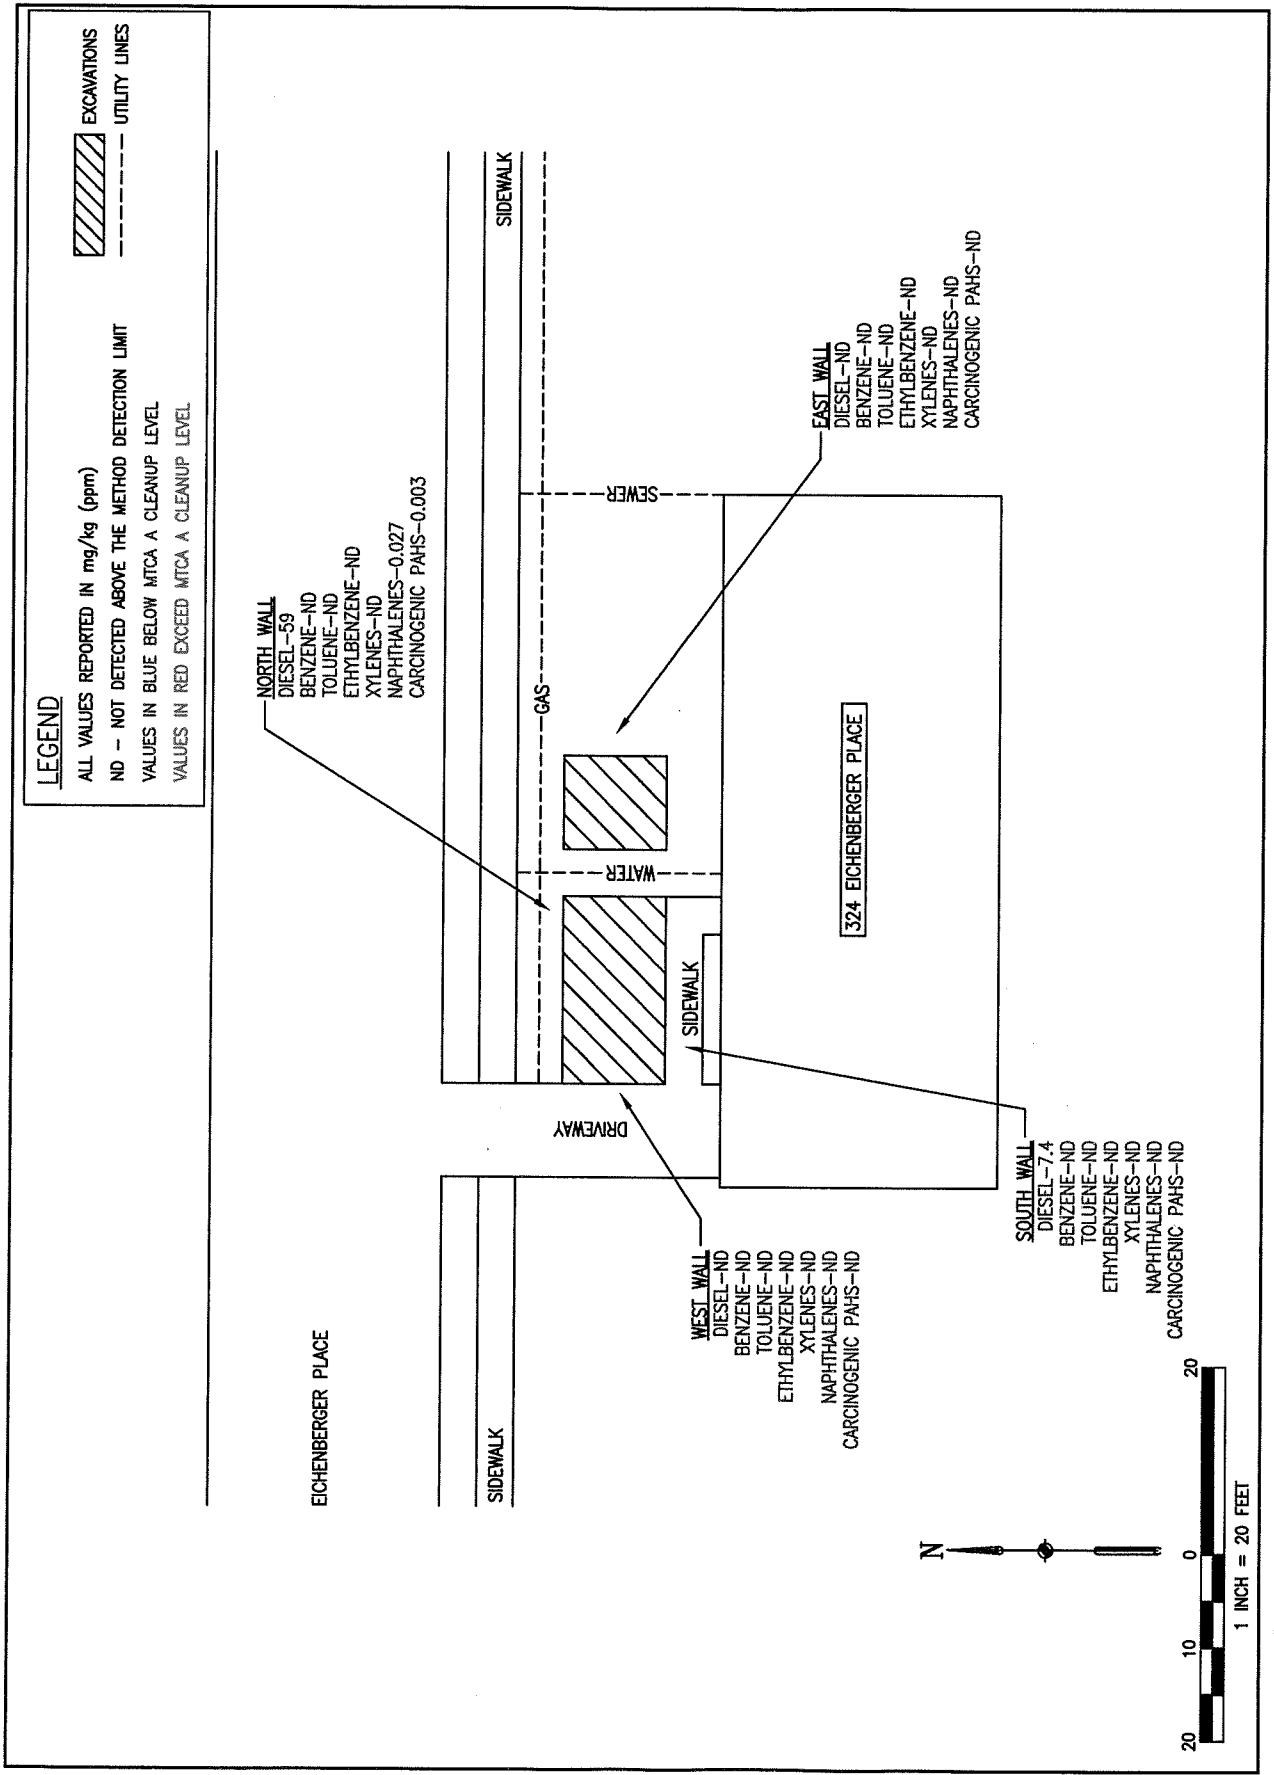 LEGEND
ALL VALUES REPORTED IN mg/kg (ppm)
ND - NOT DETECTED ABOVE THE METHOD DETECTION LIMIT
VALUES IN BLUE BELOW MTCA A CLEANUP LEVEL
VALUES IN RED EXCEED MTCA A CLEANUP LEVEL
EXCAVATIONS
UTILITY LINES
EICHENBERGER PLACE
NORTH WALL
DIESEL-59
BENZENE-ND
TOLUENE-ND
ETHYLBENZENE-ND
XYLENES-ND
NAPHTHALENES-0.027
CARCINOGENIC PAHS-0.003
SIDEWALK
SIDEWALK
GAS
DRIVEWAY
WATER
SEWER
SIDEWALK
WEST WALL
DIESEL-ND
BENZENE-ND
TOLUENE-ND
ETHYLBENZENE-ND
XYLENES-ND
NAPHTHALENES-ND
CARCINOGENIC PAHS-ND
EAST WALL
DIESEL-ND
BENZENE-ND
TOLUENE-ND
ETHYLBENZENE-ND
XYLENES-ND
NAPHTHALENES-ND
CARCINOGENIC PAHS-ND
324 EICHENBERGER PLACE
SOUTH WALL
DIESEL-7.4
BENZENE-ND
TOLUENE-ND
ETHYLBENZENE-ND
XYLENES-ND
NAPHTHALENES-ND
CARCINOGENIC PAHS-ND
N
20 10 0 20
1 INCH = 20 FEET